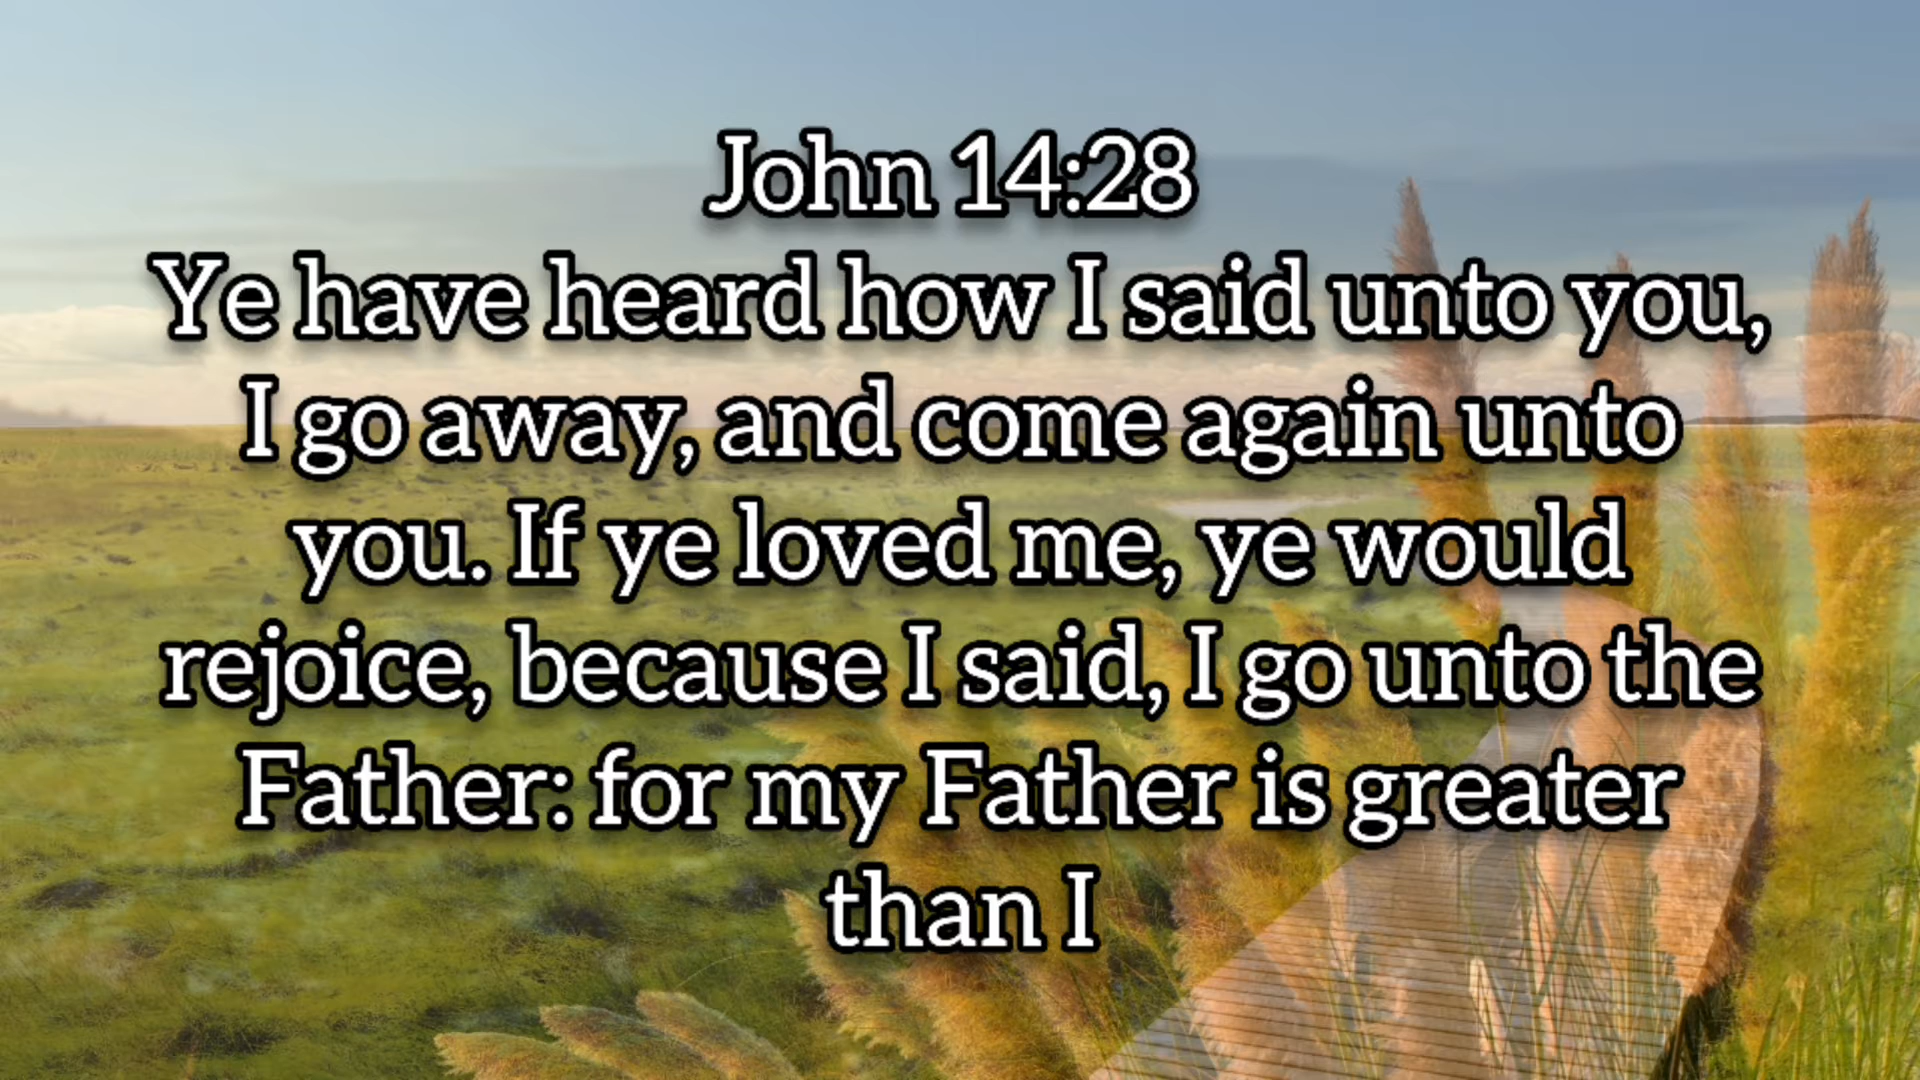 John 14:28
Ye have heard how I said unto you,
I go away, and come again unto
you. If ye loved me, ye would
rejoice, because I said, I go unto the
Father: for my Father is greater
than I